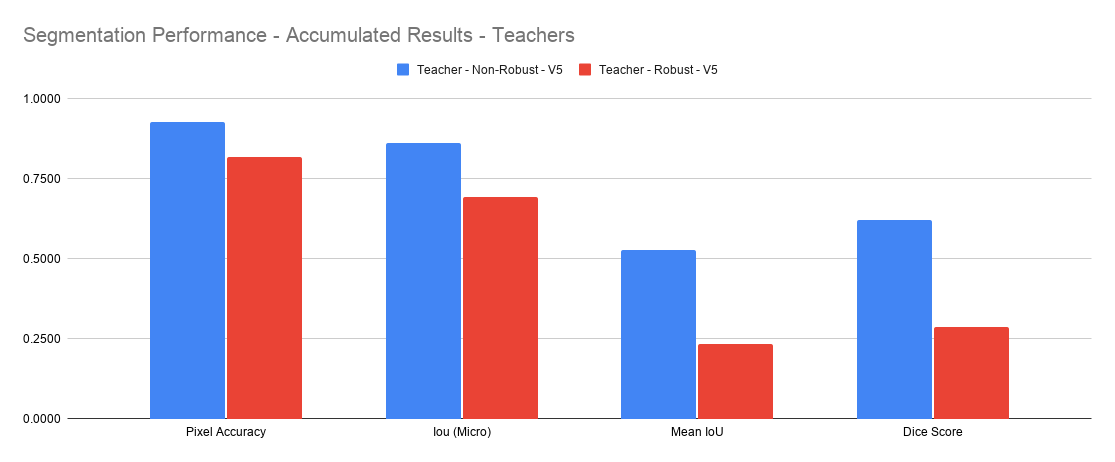 Segmentation Performance - Accumulated Results - Teachers
Teacher - Non-Robust - V5 Teacher - Robust - V5
1.0000
0.7500
0.5000
0.2500
0.0000
Pixel Accuracy Iou (Micro) Mean IoU Dice Score